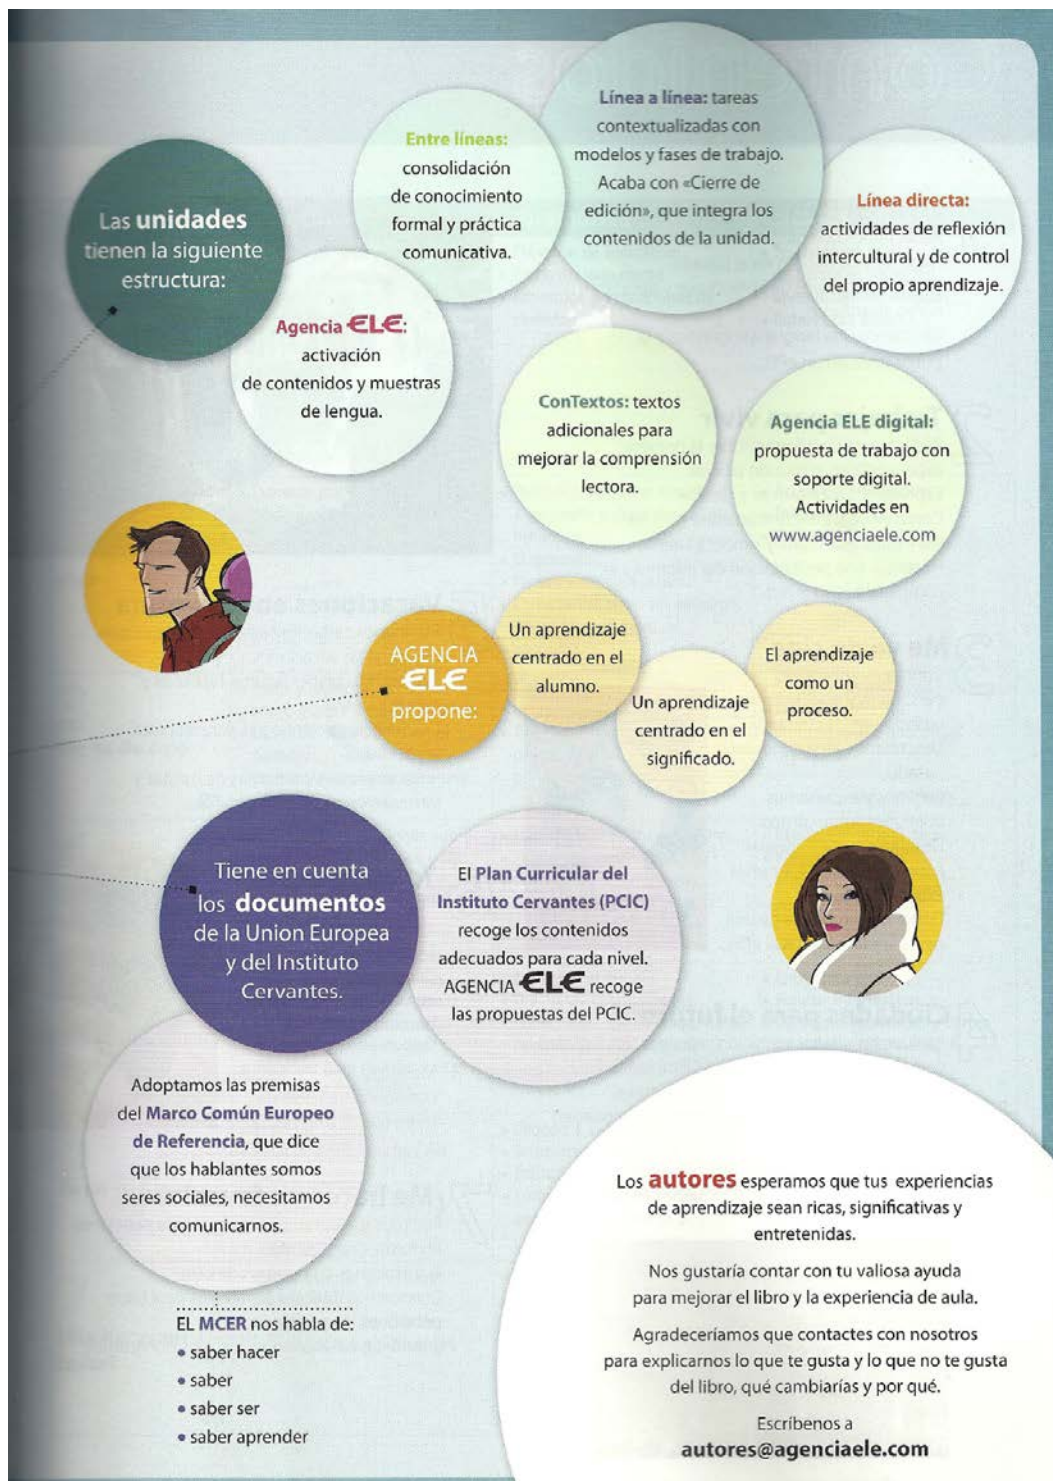 Las unidades
tienen la siguiente
estructura:
Agencia ELE:
activación
de contenidos y muestras
de lengua.
Entre líneas:
consolidación
de conocimiento
formal y práctica
comunicativa.
Línea a línea: tareas
contextualizadas con
modelos y fases de trabajo.
Acaba con «Cierre de
edición», que integra los
contenidos de la unidad.
Línea directa:
actividades de reflexión
intercultural y de control
del propio aprendizaje.
ConTextos: textos
adicionales para
mejorar la comprensión
lectora.
Agencia ELE digital:
propuesta de trabajo con
soporte digital.
Actividades en
www.agenciaele.com
AGENCIA
ELE
propone:
Un aprendizaje
centrado en el
alumno.
Un aprendizaje
centrado en el
significado.
El aprendizaje
como un
proceso.
Tiene en cuenta
los documentos
de la Union Europea
y del Instituto
Cervantes.
El Plan Curricular del
Instituto Cervantes (PCIC)
recoge los contenidos
adecuados para cada nivel.
AGENCIA ELE recoge
las propuestas del PCIC.
Adoptamos las premisas
del Marco Común Europeo
de Referencia, que dice
que los hablantes somos
seres sociales, necesitamos
comunicarnos.
EL MCER nos habla de:
• saber hacer
• saber
• saber ser
• saber aprender
Los autores esperamos que tus experiencias
de aprendizaje sean ricas, significativas y
entretenidas.
Nos gustaría contar con tu valiosa ayuda
para mejorar el libro y la experiencia de aula.
Agradeceríamos que contactes con nosotros
para explicarnos lo que te gusta y lo que no te gusta
del libro, qué cambiarías y por qué.
Escríbenos a
autores@agenciaele.com